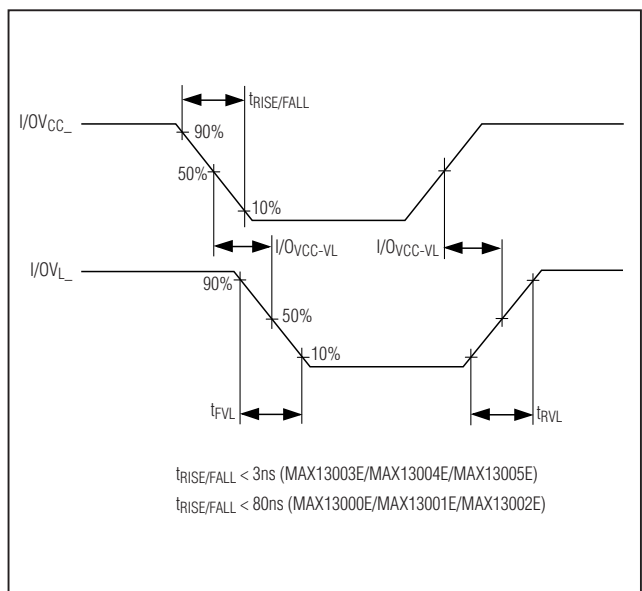 tRISE/FALL
I/OVCC_
90%
50%
10%
I/OVCC-VL
I/OVCC-VL
I/OVL_
90%
50%
10%
tFVL
tRVL
tRISE/FALL < 3ns (MAX13003E/MAX13004E/MAX13005E)
tRISE/FALL < 80ns (MAX13000E/MAX13001E/MAX13002E)